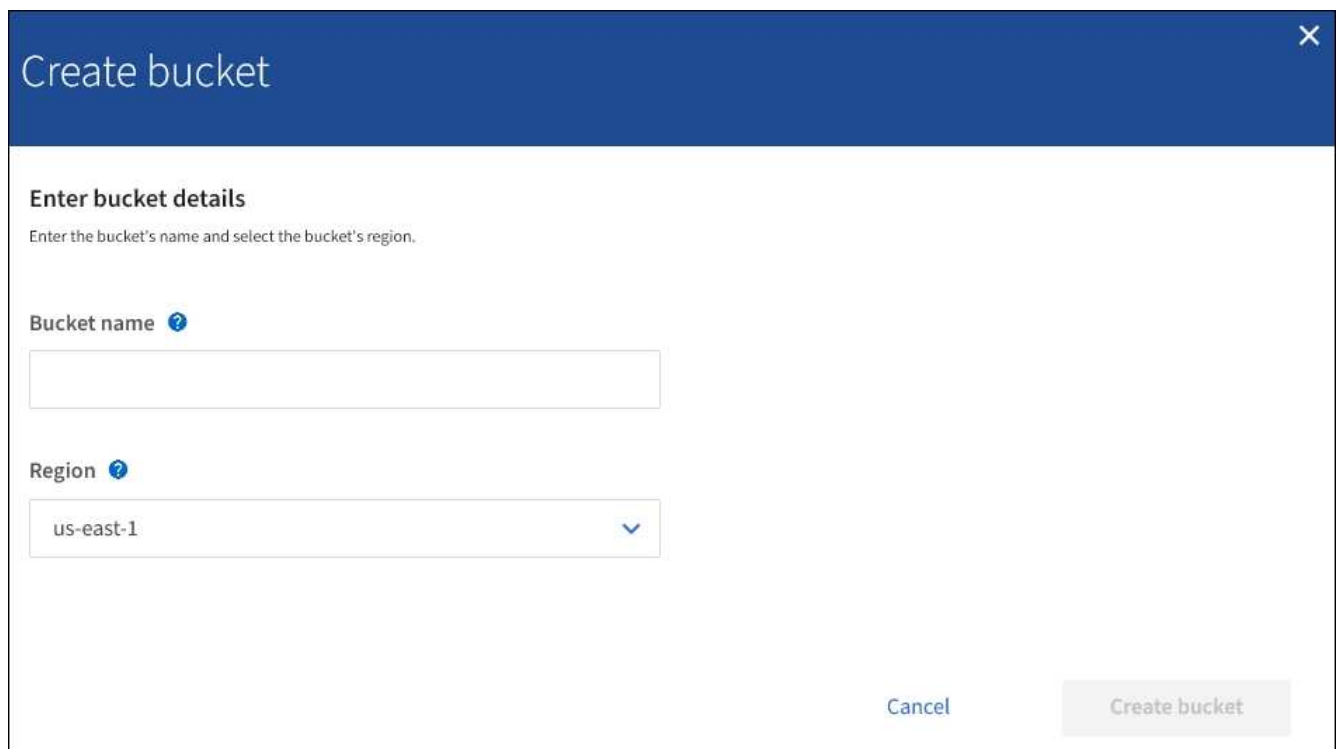 Create bucket
Enter bucket details
Enter the bucket's name and select the bucket's region.
Bucket name ?
Region ?
us-east-1
Cancel
Create bucket